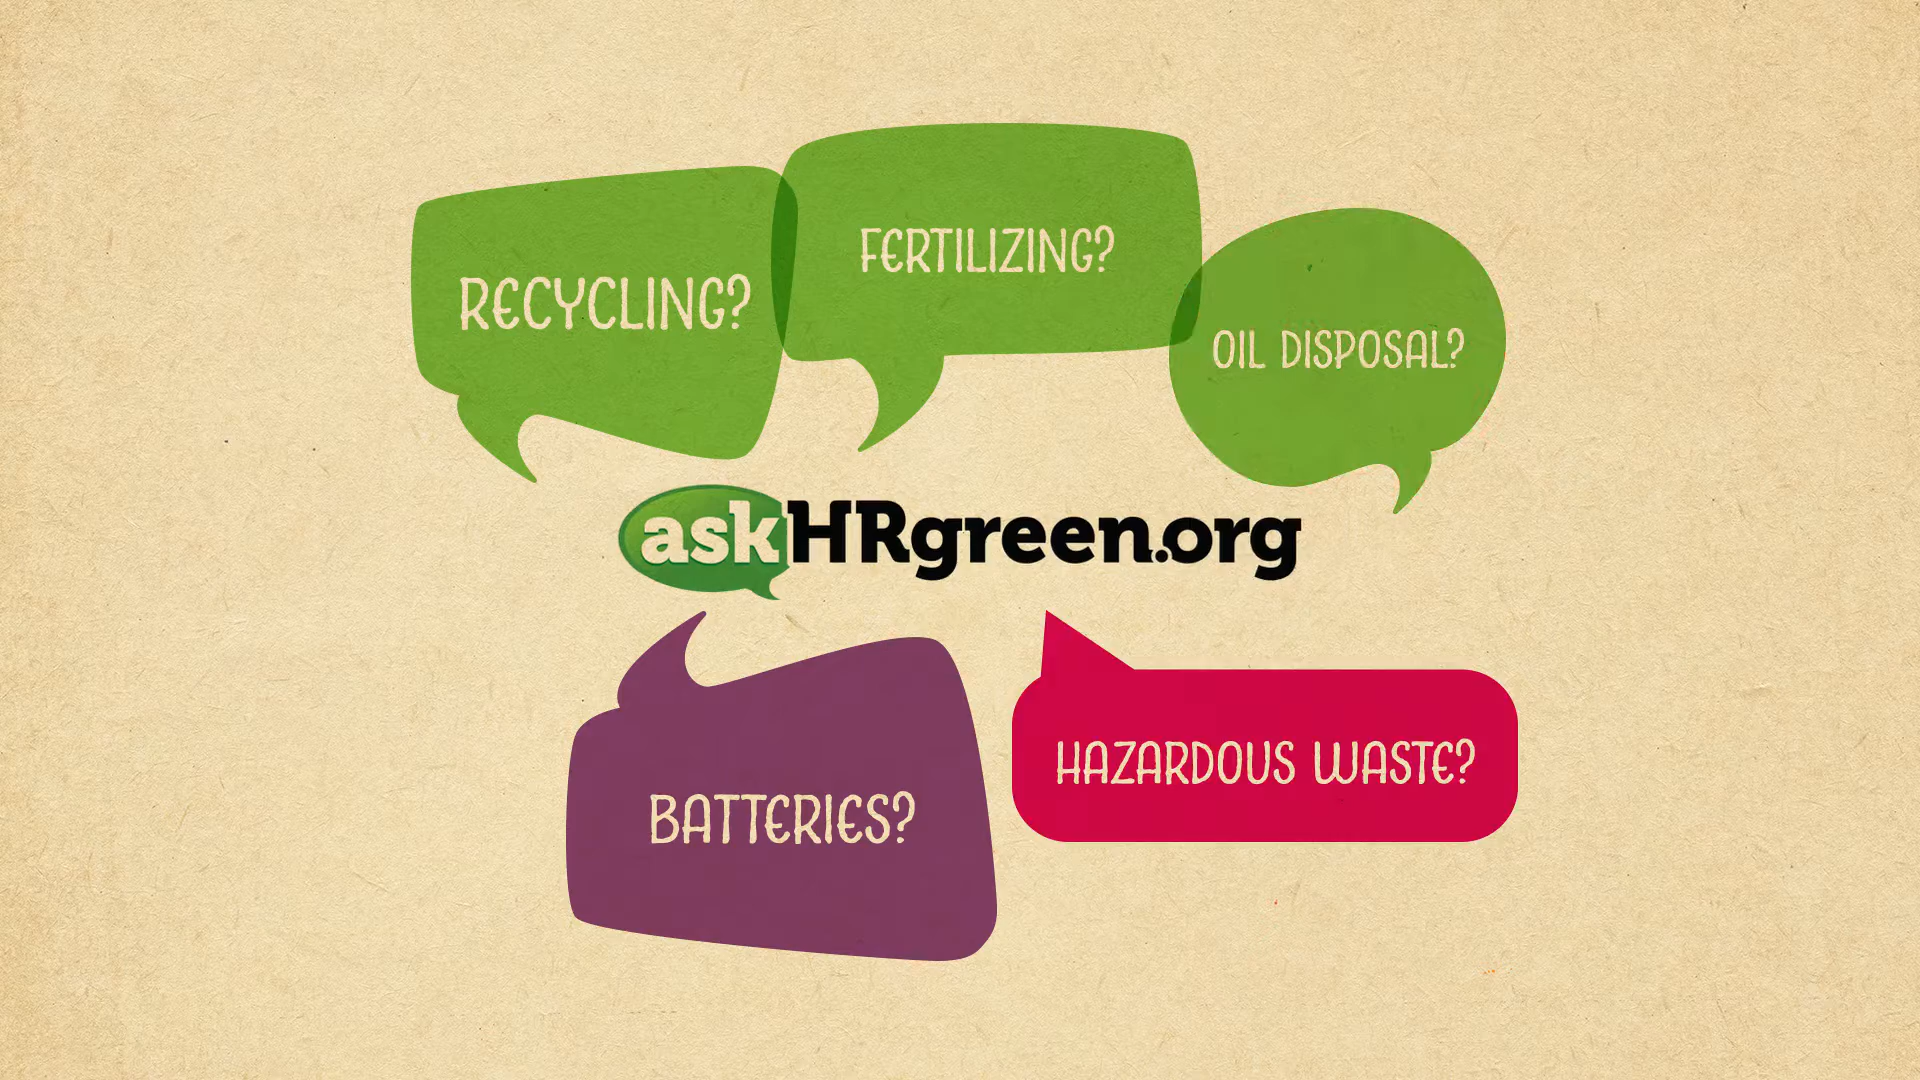 RECYCLING?
FERTILIZING?
OIL DISPOSAL?
askHRgreen.org
BATTERIES?
HAZARDOUS WASTE?